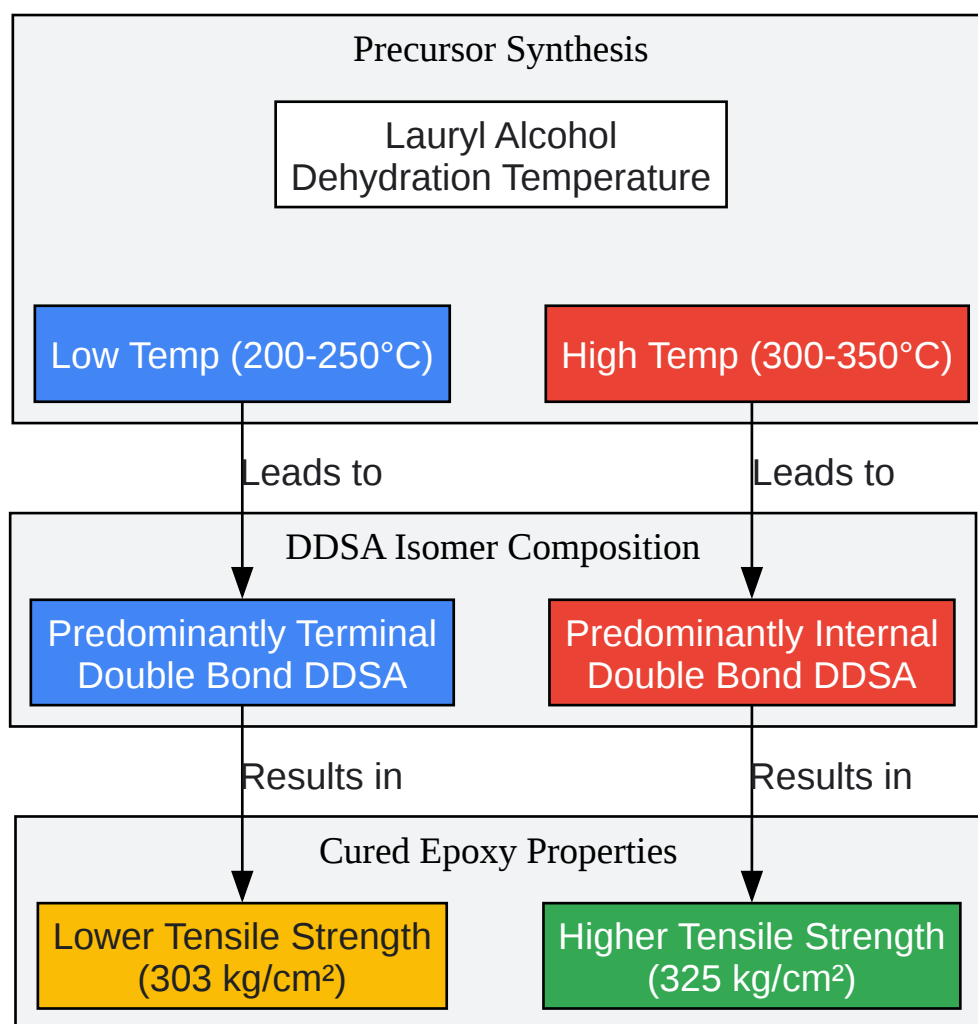 Precursor Synthesis
Lauryl Alcohol
Dehydration Temperature
Low Temp (200-250°C)
High Temp (300-350°C)
Leads to
Leads to
DDSA Isomer Composition
Predominantly Terminal
Double Bond DDSA
Predominantly Internal
Double Bond DDSA
Results in
Results in
Cured Epoxy Properties
Lower Tensile Strength
(303 kg/cm²)
Higher Tensile Strength
(325 kg/cm²)